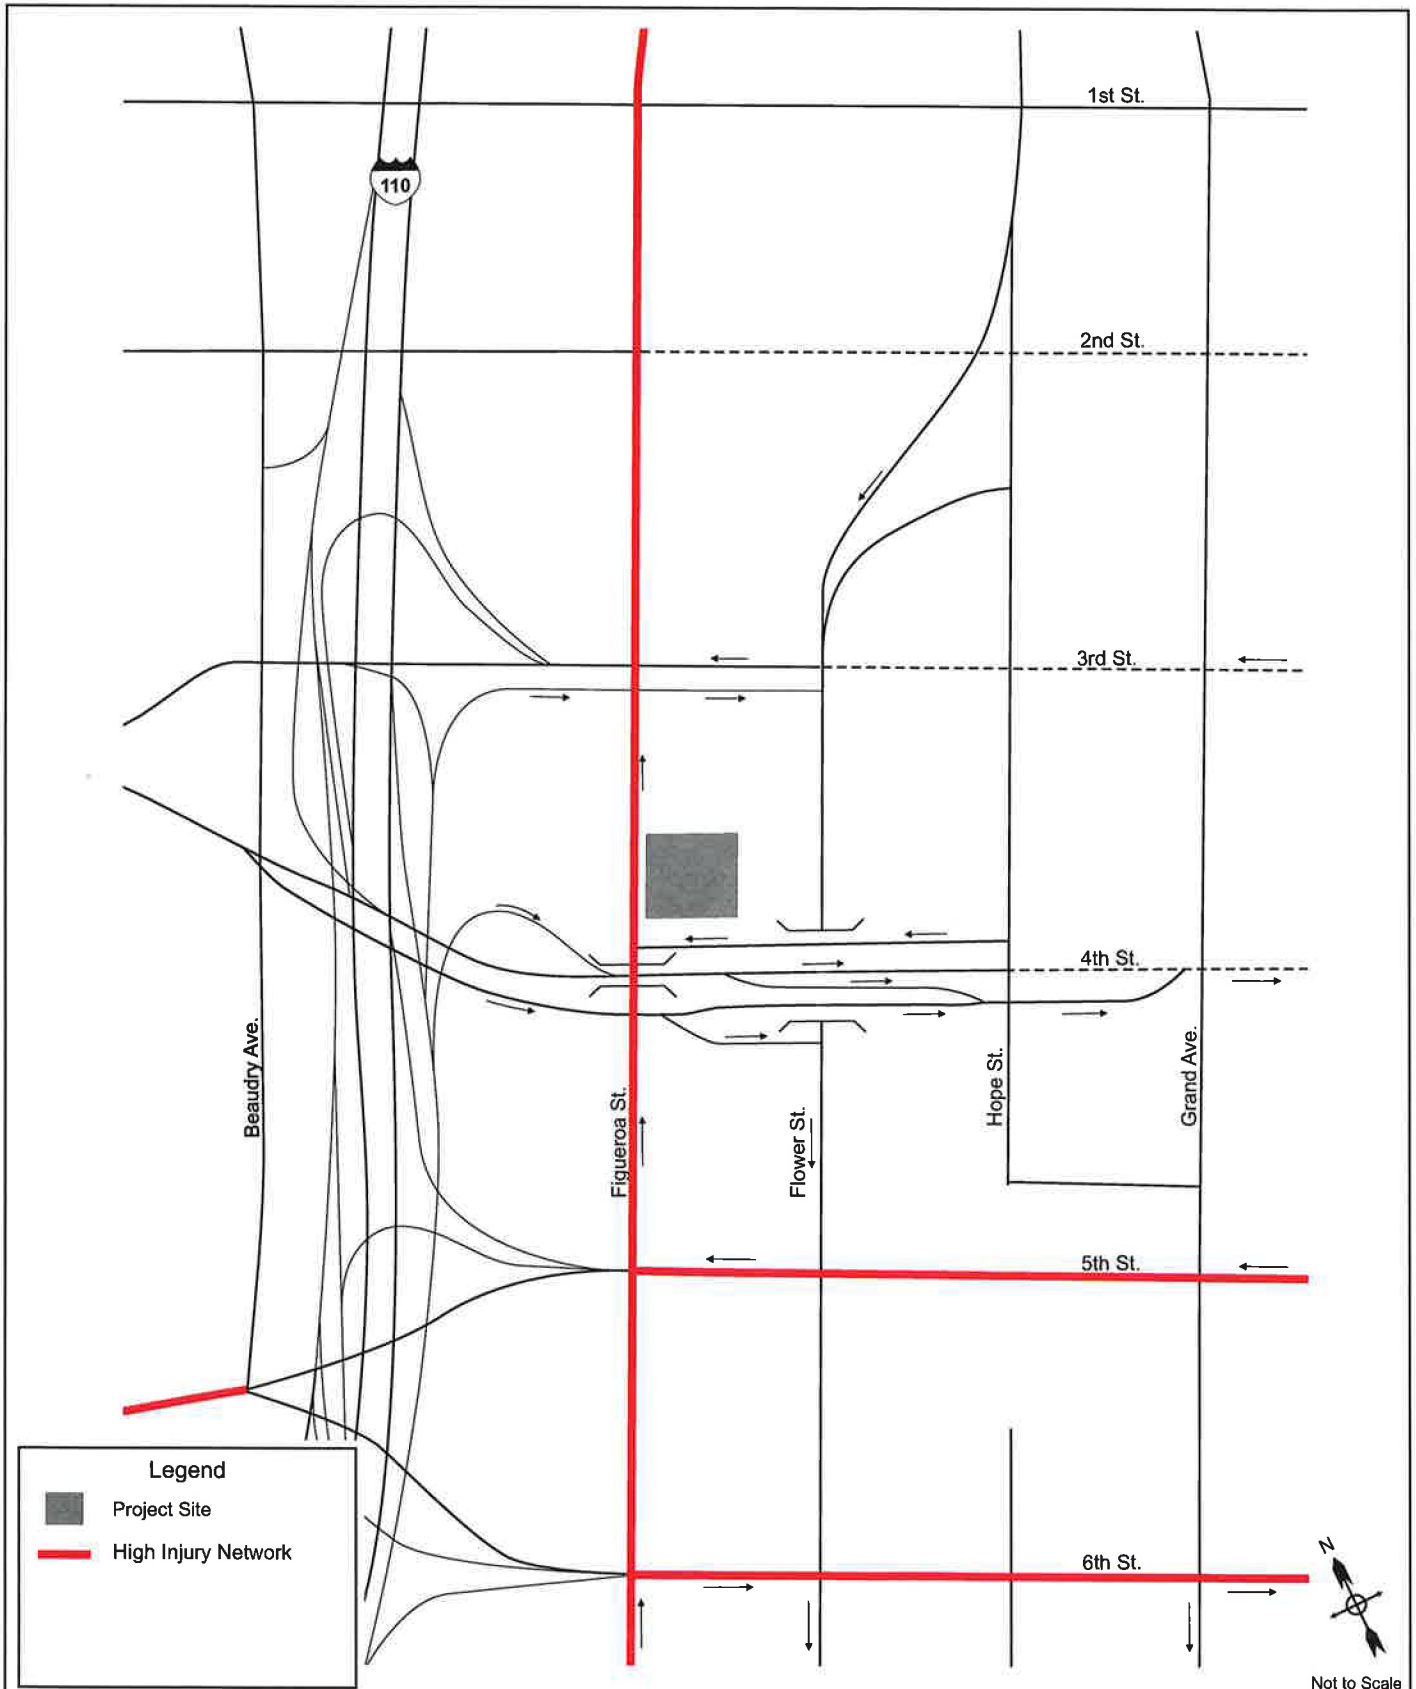 1st St.
110
2nd St.
3rd St.
4th St.
Beaudry Ave.
Figueroa St.
Flower St.
Hope St.
Grand Ave.
5th St.
Legend
Project Site
High Injury Network
6th St.
N
Not to Scale